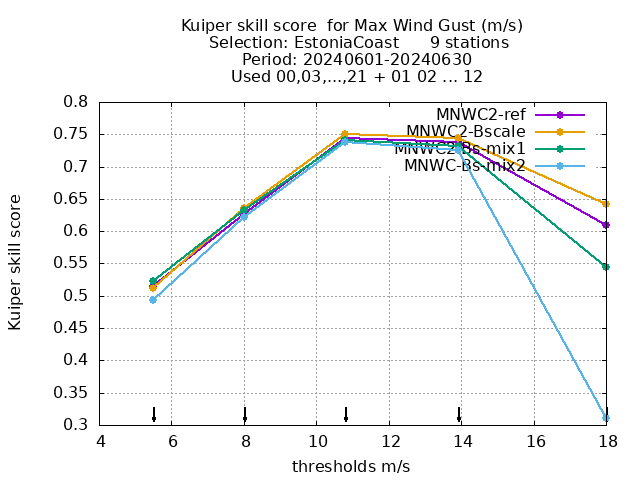 Kuiper skill score  for Max Wind Gust (m/s)
Selection: EstoniaCoast      9 stations
Period: 20240601-20240630
Used 00,03,...,21 + 01 02 ... 12
MNWC2-ref
MNWC2-Bscale
MNWC2-Bs-mix1
MNWC-Bs-mix2
Kuiper skill score
0.8
0.75
0.7
0.65
0.6
0.55
0.5
0.45
0.4
0.35
0.3
4 6 8 10 12 14 16 18
thresholds m/s